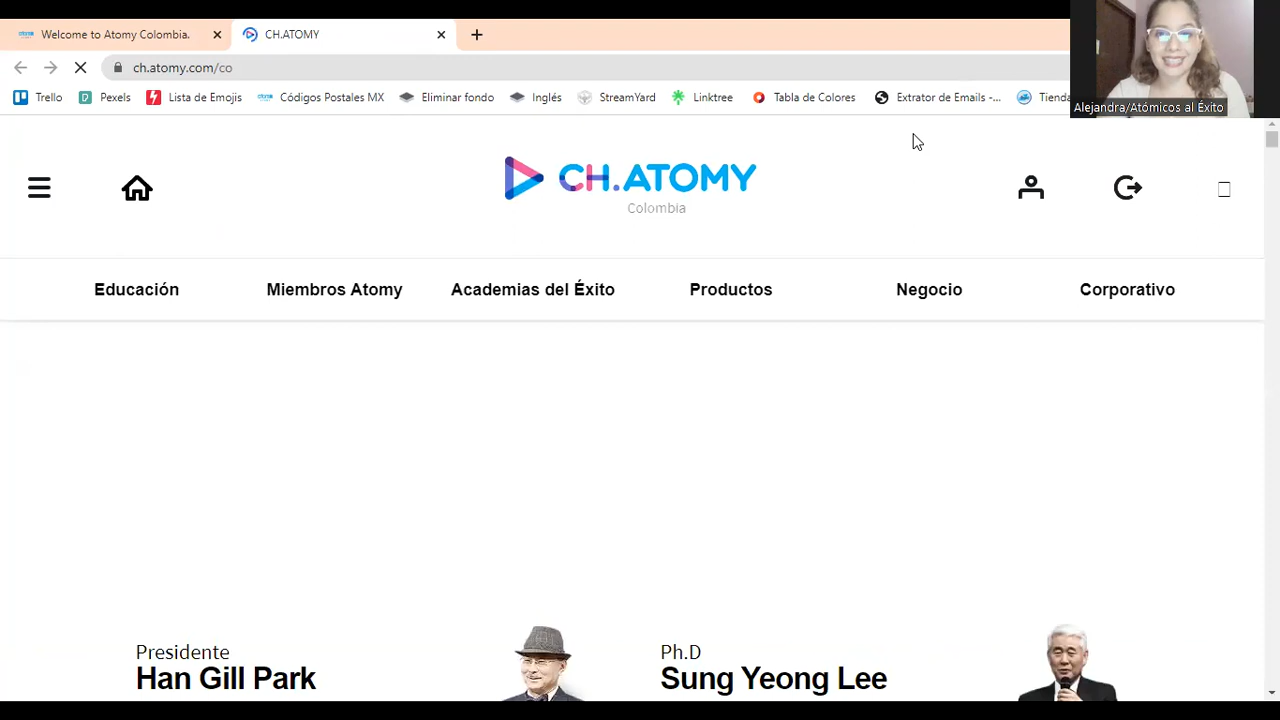 Welcome to Atomy Colombia.
CH.ATOMY
ch.atomy.com/co
Trello
Pexels
Lista de Emojis
Códigos Postales MX
Eliminar fondo
Inglés
StreamYard
Linktree
Tabla de Colores
Extrator de Emails -...
Tienda
Alejandra/Atómicos al Éxito
CH.ATOMY
Colombia
Educación
Miembros Atomy
Academias del Éxito
Productos
Negocio
Corporativo
Presidente
Han Gill Park
Ph.D
Sung Yeong Lee